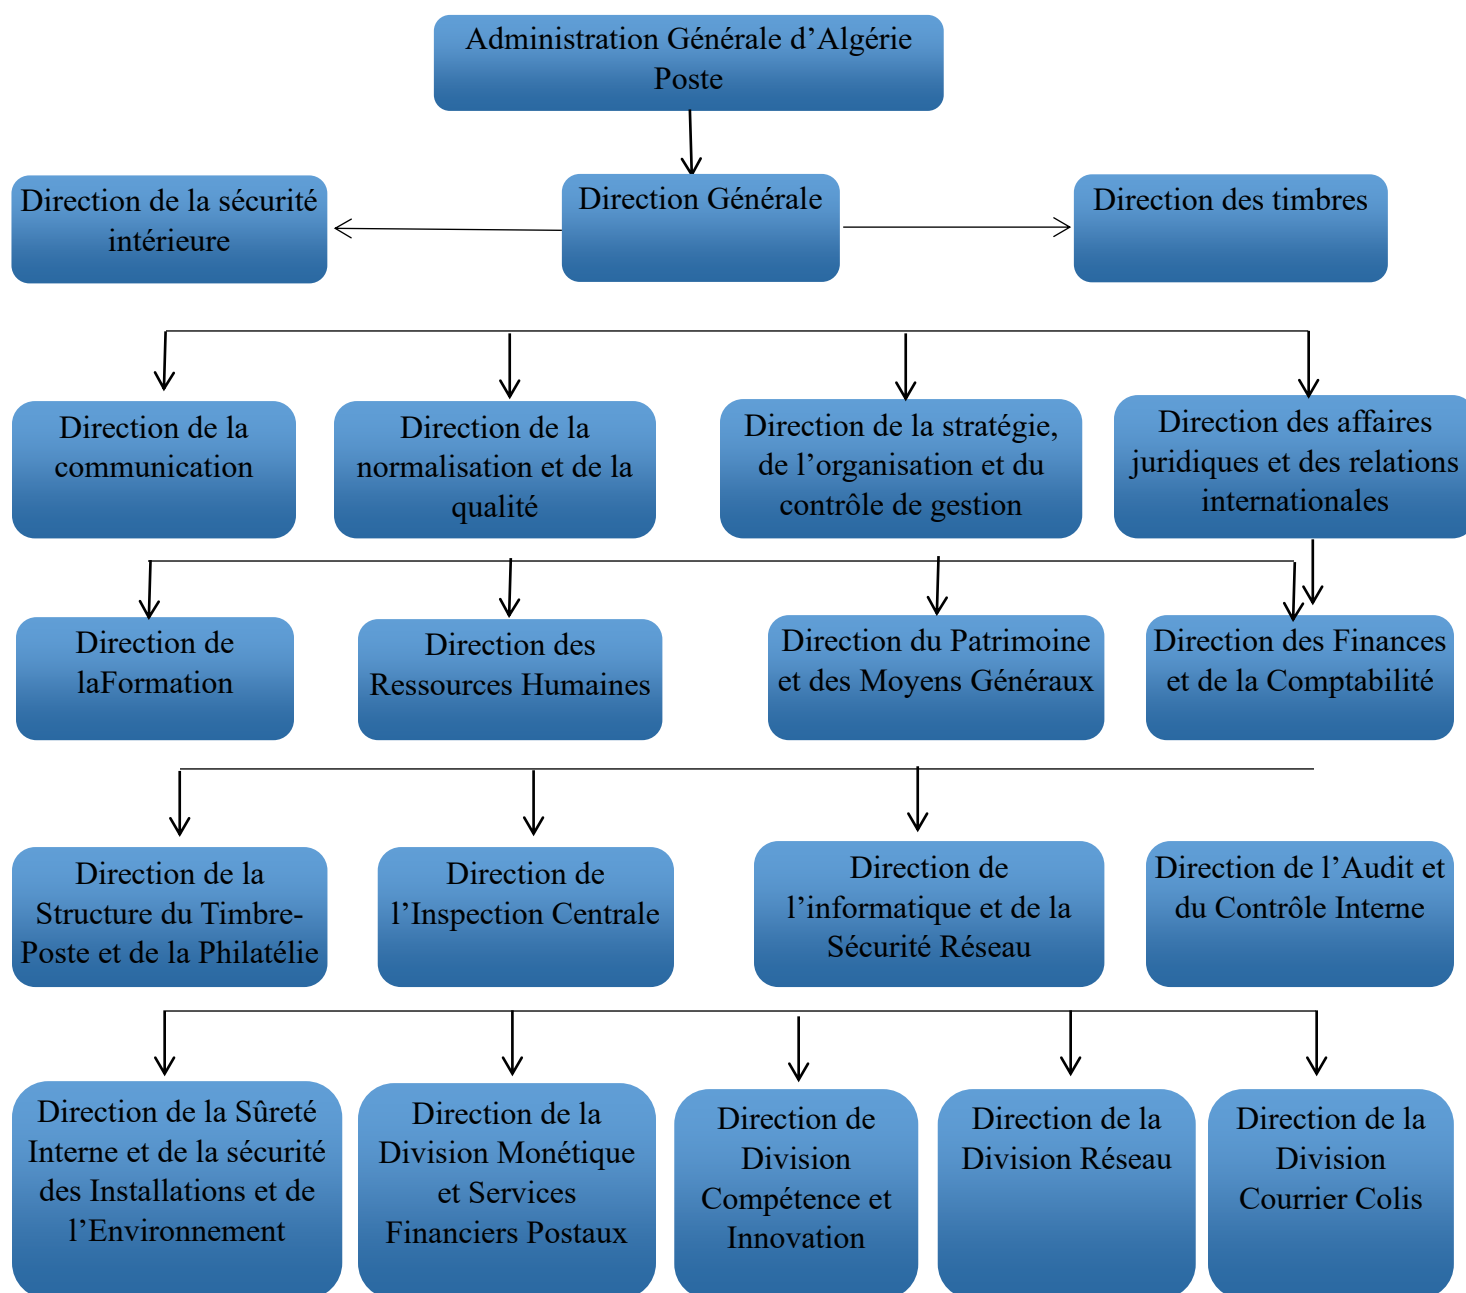 Administration Générale d’Algérie
Poste
Direction de la sécurité
intérieure
Direction Générale
Direction des timbres
Direction de la
communication
Direction de la
normalisation et de la
qualité
Direction de la stratégie,
de l’organisation et du
contrôle de gestion
Direction des affaires
juridiques et des relations
internationales
Direction de
laFormation
Direction des
Ressources Humaines
Direction du Patrimoine
et des Moyens Généraux
Direction des Finances
et de la Comptabilité
Direction de la
Structure du Timbre-
Poste et de la Philatélie
Direction de
l’Inspection Centrale
Direction de
l’informatique et de la
Sécurité Réseau
Direction de l’Audit et
du Contrôle Interne
Direction de la Sûreté
Interne et de la sécurité
des Installations et de
l’Environnement
Direction de la
Division Monétique
et Services
Financiers Postaux
Direction de
Division
Compétence et
Innovation
Direction de la
Division Réseau
Direction de la
Division
Courrier Colis